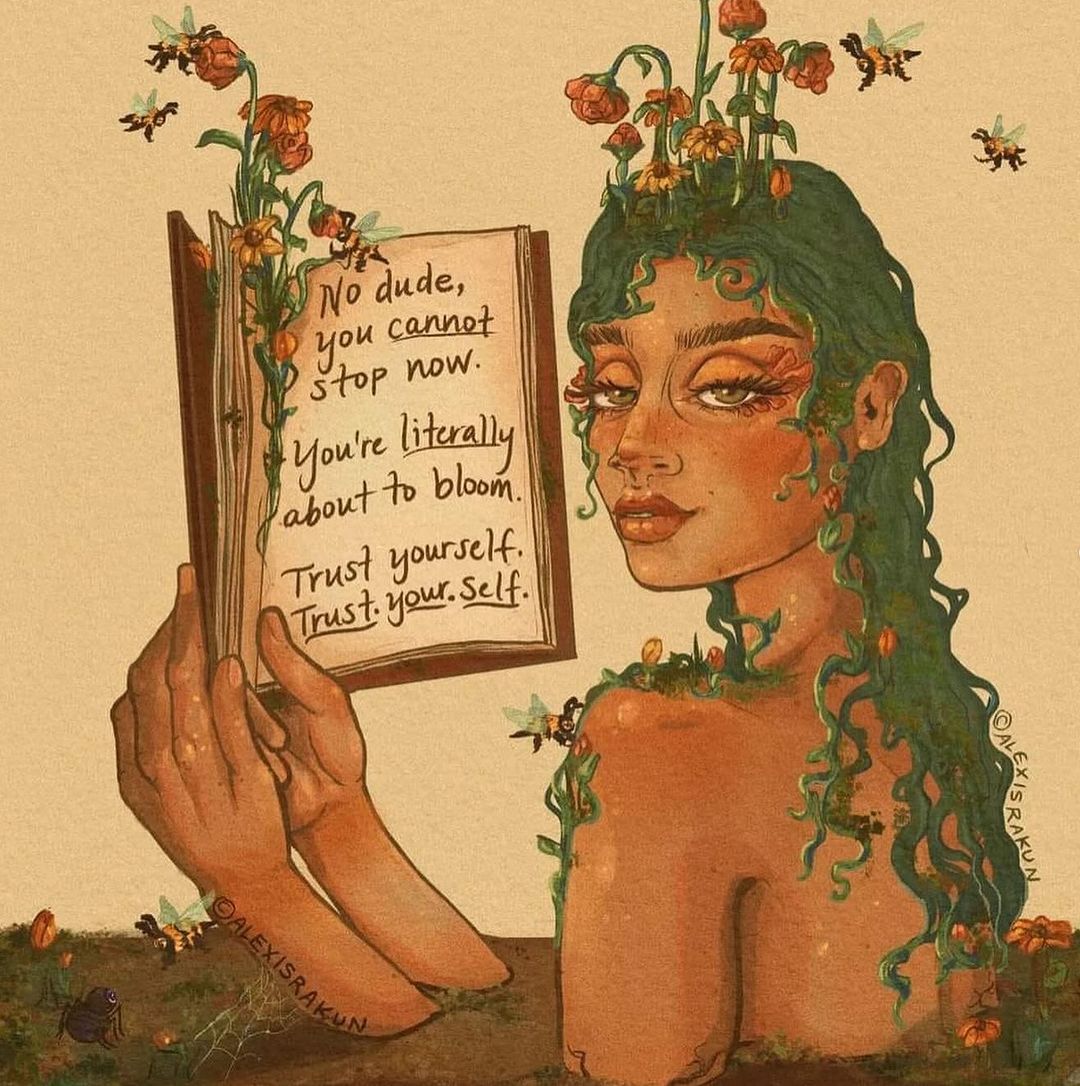 No dude,
you cannot
stop now.
You're literally
about to bloom.
Trust yourself.
Trust. your. Self.
©ALEXISRAKUN
©ALEXISRAKUN